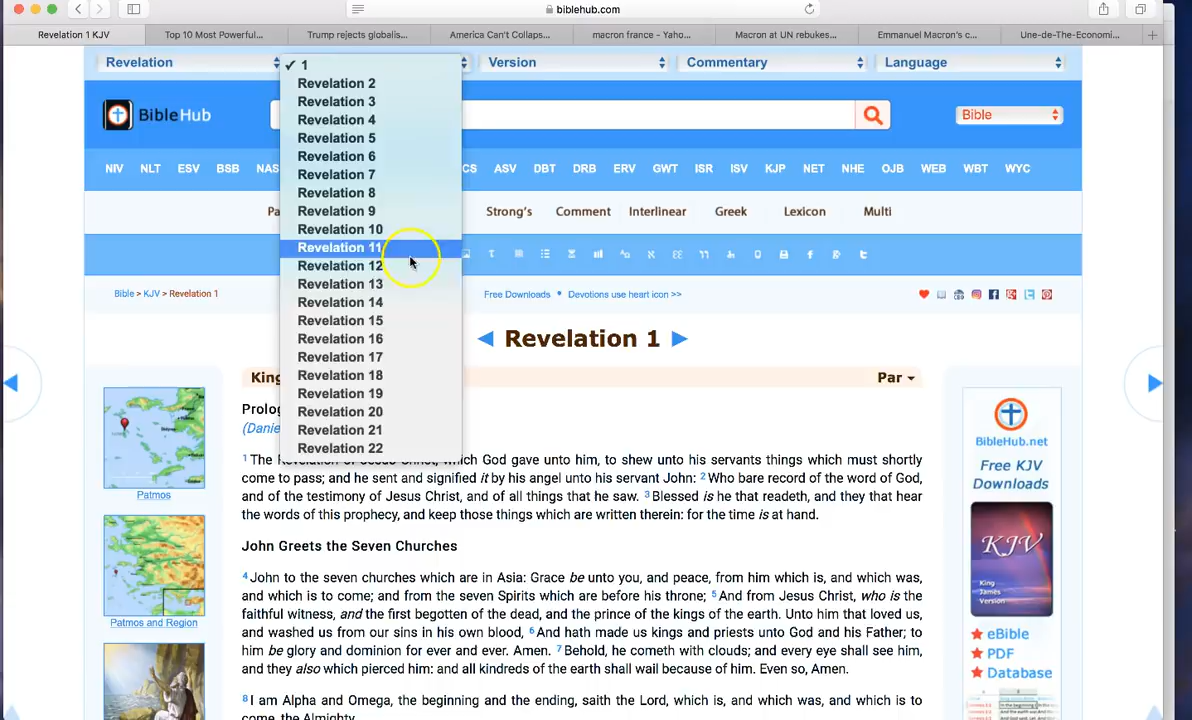 biblehub.com
Revelation 1 KJV
Top 10 Most Powerful...
Trump rejects globalis...
America Can't Collaps...
macron france - Yaho...
Macron at UN rebukes...
Emmanuel Macron's c...
Une-de-The-Economi...
Revelation
✓ 1
Version
Commentary
Language
Revelation 2
Revelation 3
Revelation 4
Revelation 5
Revelation 6
Revelation 7
Revelation 8
Revelation 9
Revelation 10
Revelation 11
Revelation 12
Revelation 13
Revelation 14
Revelation 15
Revelation 16
Revelation 17
Revelation 18
Revelation 19
Revelation 20
Revelation 21
Revelation 22
BibleHub
Bible
NIV NLT ESV BSB NAS CS ASV DBT DRB ERV GWT ISR ISV KJP NET NHE OJB WEB WBT WYC
Pa Strong's Comment Interlinear Greek Lexicon Multi
Bible > KJV > Revelation 1
Free Downloads • Devotions use heart icon >>
◄ Revelation 1 ►
King
Par
Prolog
(Danie
1 The Revelation of Jesus Christ, which God gave unto him, to shew unto his servants things which must shortly
come to pass; and he sent and signified it by his angel unto his servant John: 2 Who bare record of the word of God,
and of the testimony of Jesus Christ, and of all things that he saw. 3 Blessed is he that readeth, and they that hear
the words of this prophecy, and keep those things which are written therein: for the time is at hand.
John Greets the Seven Churches
4 John to the seven churches which are in Asia: Grace be unto you, and peace, from him which is, and which was,
and which is to come; and from the seven Spirits which are before his throne; 5 And from Jesus Christ, who is the
faithful witness, and the first begotten of the dead, and the prince of the kings of the earth. Unto him that loved us,
and washed us from our sins in his own blood, 6 And hath made us kings and priests unto God and his Father; to
him be glory and dominion for ever and ever. Amen. 7 Behold, he cometh with clouds; and every eye shall see him,
and they also which pierced him: and all kindreds of the earth shall wail because of him. Even so, Amen.
8 I am Alpha and Omega, the beginning and the ending, saith the Lord, which is, and which was, and which is to
come, the Almighty.
Patmos
Patmos and Region
BibleHub.net
Free KJV
Downloads
KJV
King
James
Version
eBible
PDF
Database